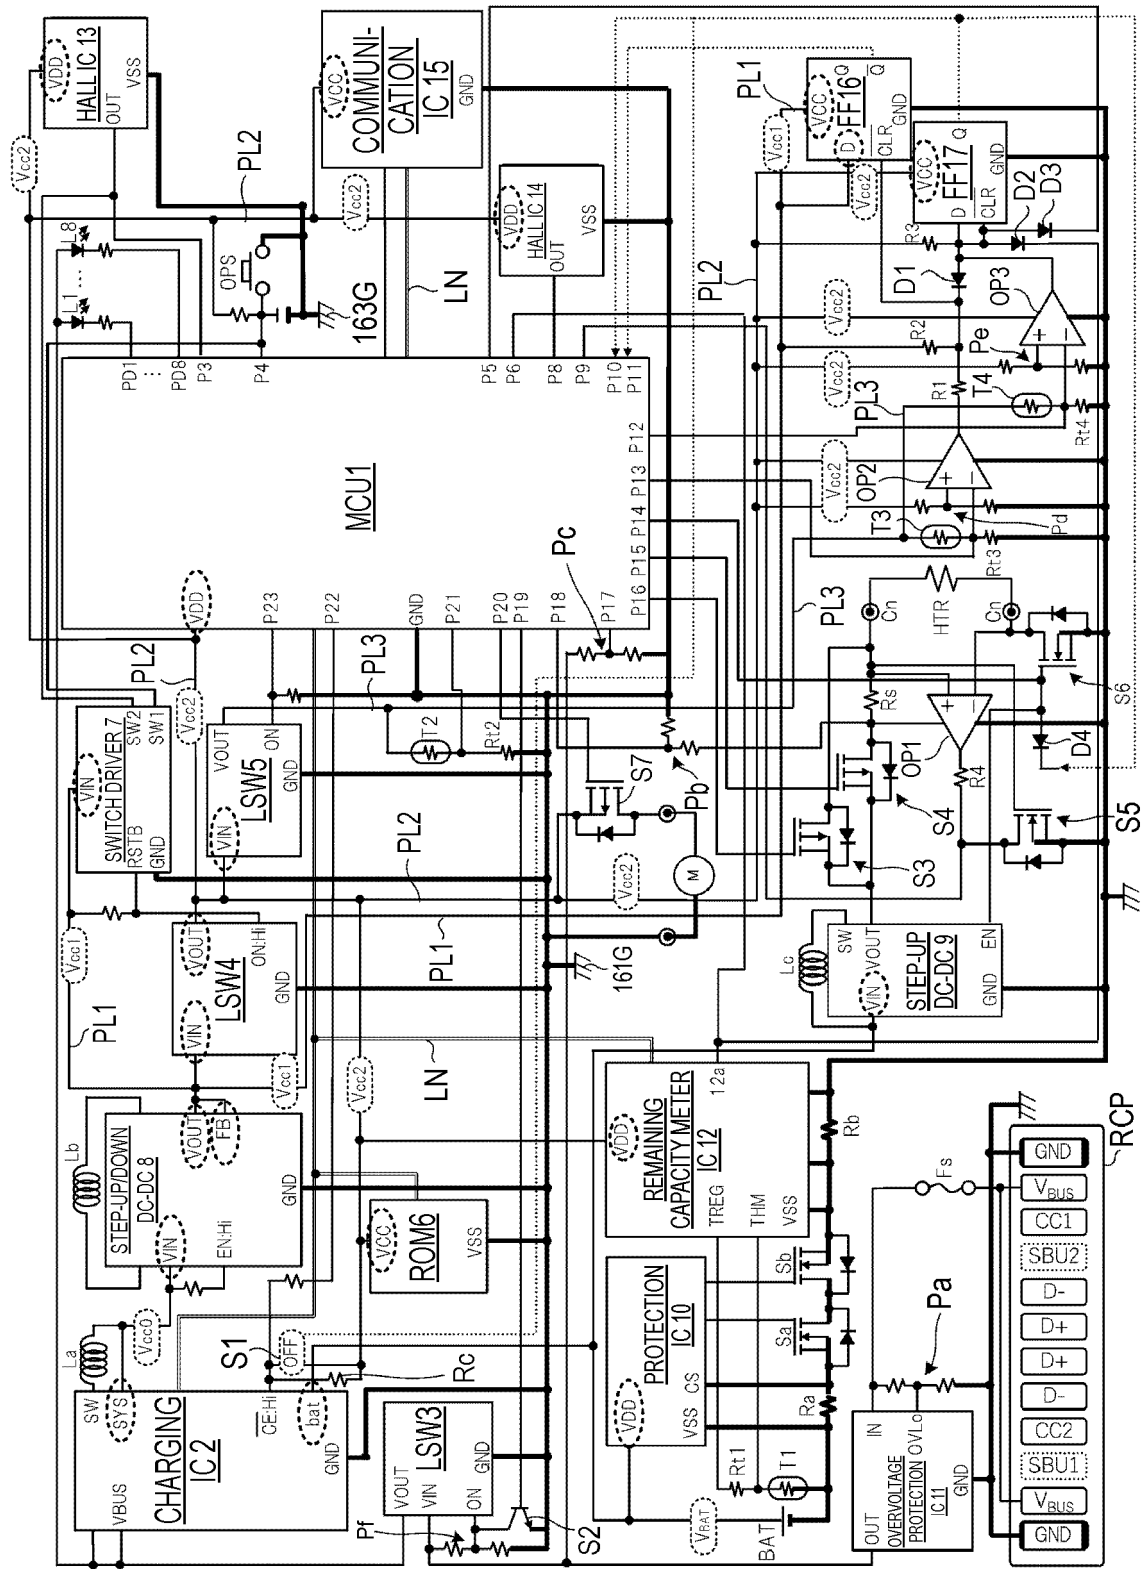 HALL IC 13
VDD
VSS
OUT
Vcc2
L8
L1
...
PL2
OPS
163G
COMMUNI-
CATION
IC 15
VCC
GND
Vcc2
LN
VDD
HALL IC 14
VSS
OUT
MCU1
PD1
PD8
P3
P4
P5
P6
P8
P9
P10
P11
P12
P13
P14
P15
P16
P17
P18
P19
P20
P21
GND
P22
P23
VDD
PL2
Vcc2
SWITCH DRIVER 7
VIN
SW2
SW1
RSTB
GND
LSW5
VOUT
ON
GND
VIN
PL3
T2
Rt2
Pc
Pb
S7
M
161G
PL2
Vcc2
PL1
Vcc1
PL1
LSW4
VOUT
VIN
ON:Hi
GND
Vcc1
LN
Vcc2
Lb
STEP-UP/DOWN
DC-DC 8
VOUT
FB
VIN
EN:Hi
GND
ROM6
VCC
VSS
La
Vcc0
S1
OFF
Rc
CHARGING
IC 2
SW
SYS
VBUS
CE:Hi
bat
GND
LSW3
VOUT
VIN
ON
GND
Pf
S2
PL1
FF16
VCC
Q
Q
D
CLR
GND
Vcc1
Vcc2
Vcc2
FF17
VCC
D
CLR
Q
GND
D2
D3
R3
D1
PL2
Vcc2
OP3
R2
Pe
Vcc2
PL3
T4
R1
Rt4
Vcc2
OP2
T3
Pd
Rt3
PL3
HTR
Cn
Cn
Rs
OP1
R4
S6
D4
S5
S4
S3
Lc
STEP-UP
DC-DC 9
SW
VOUT
VIN
EN
GND
REMAINING
CAPACITY METER
IC 12
VDD
12a
TREG
THM
VSS
Rb
PROTECTION
IC 10
VDD
VSS
CS
Sb
Sa
Ra
Rt1
T1
VBAT
BAT
OVERVOLTAGE
PROTECTION
IC 11
IN
OVLo
OUT
GND
Pa
Fs
RCP
GND
VBUS
CC1
SBU2
D-
D+
D+
D-
CC2
SBU1
VBUS
GND